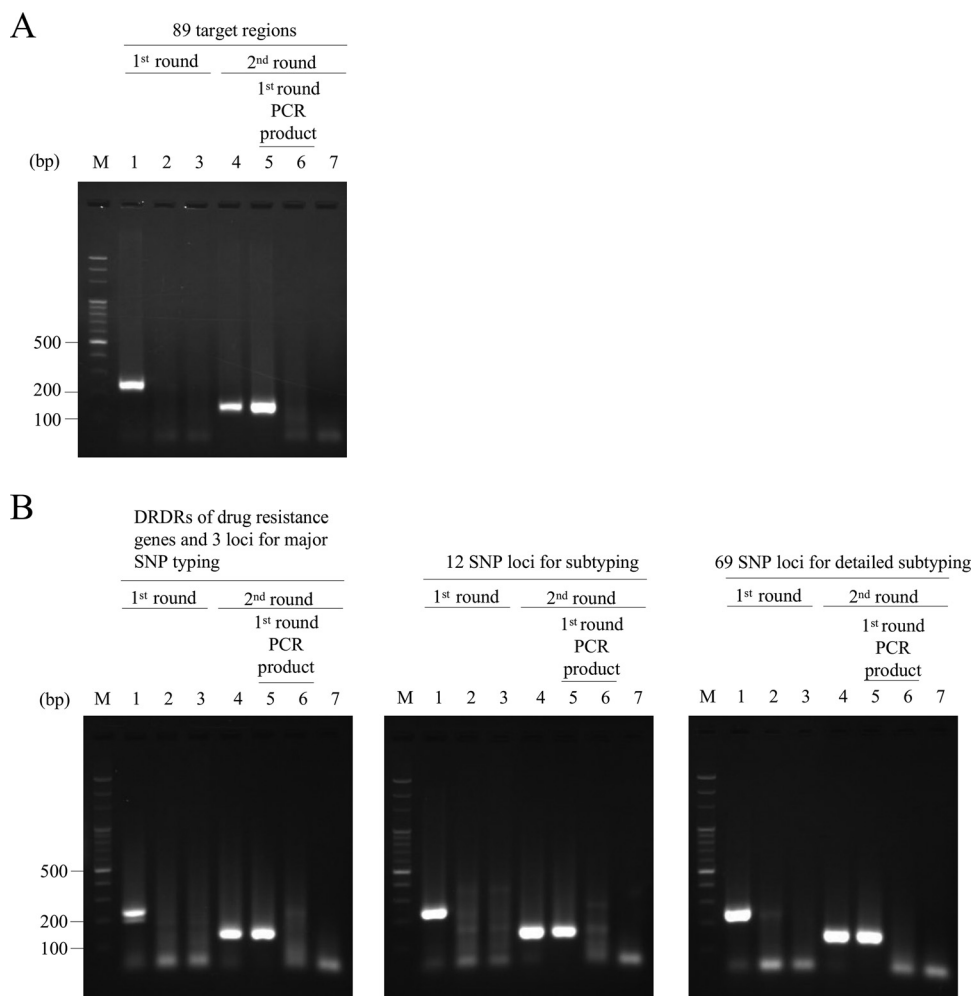 A
89 target regions
1st round 2nd round
1st round
PCR
product
(bp) M 1 2 3 4 5 6 7
500
200
100
B
DRDRs of drug resistance
genes and 3 loci for major
SNP typing
1st round 2nd round
1st round
PCR
product
(bp) M 1 2 3 4 5 6 7
500
200
100
12 SNP loci for subtyping
1st round 2nd round
1st round
PCR
product
M 1 2 3 4 5 6 7
69 SNP loci for detailed subtyping
1st round 2nd round
1st round
PCR
product
M 1 2 3 4 5 6 7